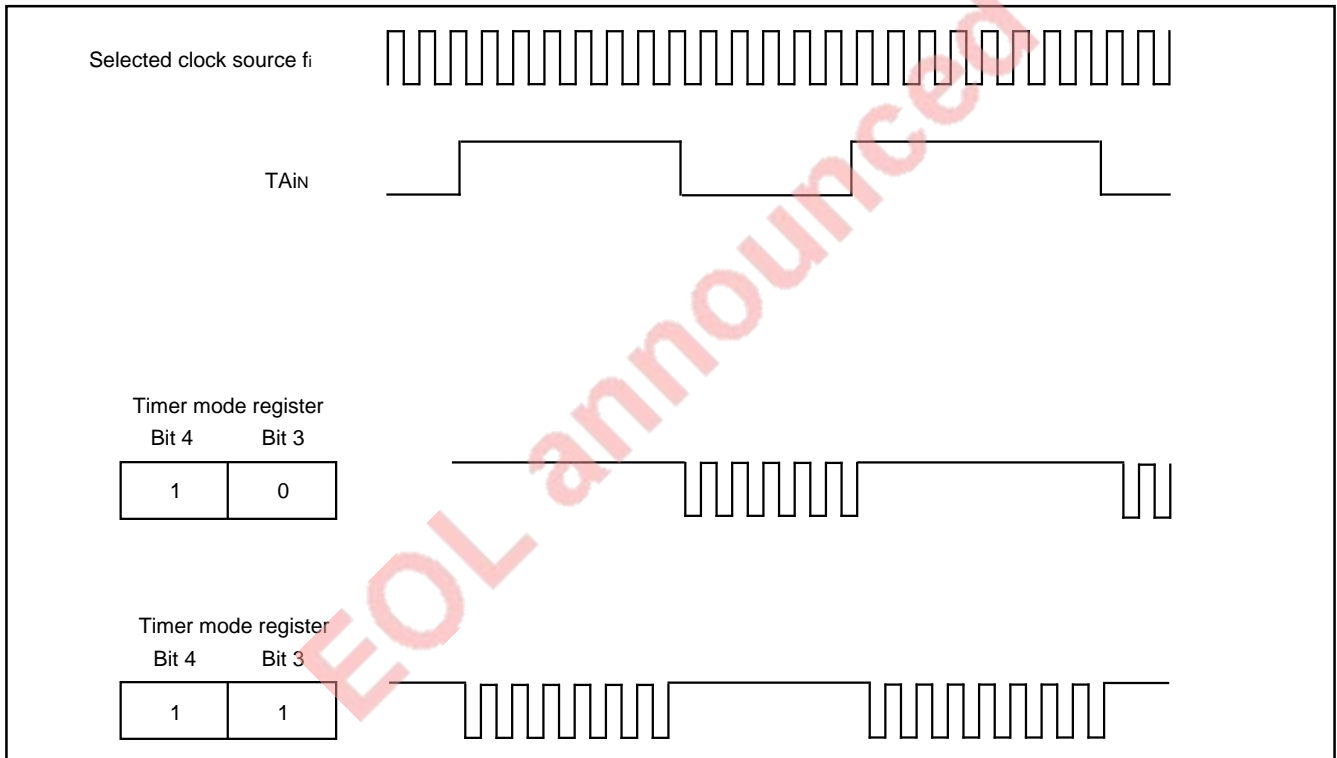 Selected clock source fi
TAiN
Timer mode register
Bit 4 Bit 3
1 0
Timer mode register
Bit 4 Bit 3
1 1
EOL announced